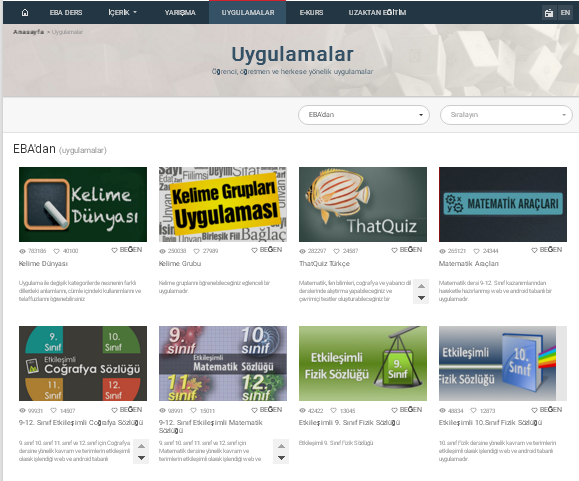 EBA DERS İÇERİK YARIŞMA UYGULAMALAR E-KURS UZAKTAN EĞİTİM EN
Anasayfa > Uygulamalar
Uygulamalar
Öğrenci, öğretmen ve herkese yönelik uygulamalar
EBA'dan Sıralayın
EBA'dan (uygulamalar)
Kelime
Dünyası
Kelime Grupları
Uygulaması
ThatQuiz
MATEMATİK ARAÇLARI
783186 40100 BEĞEN
250036 27989 BEĞEN
282297 24687 BEĞEN
265121 24344 BEĞEN
Kelime Dünyası
Kelime Grubu
ThatQuiz Türkçe
Matematik Araçları
Uygulama ile değişik kategorilerde nesnenin farklı
dillerdeki anlamlarını, cümle içindeki kullanımlarını ve
telaffuzlarını öğrenebilirsiniz
Kelime gruplarını öğrenebileceğiniz eğlenceli bir
uygulamadır
Matematik, fen bilimleri, coğrafya ve yabancı dil
derslerinde alıştırma yapabileceğiniz ve
çevrimiçi testler oluşturabileceğiniz bir
Matematik dersi 9-12. Sınıf kazanımlarından
hareketle hazırlanmış web ve android tabanlı bir
uygulamadır
9. Sınıf 10. Sınıf
Etkileşimli
Coğrafya Sözlüğü
11. Sınıf 12. Sınıf
9. sınıf 10. sınıf
Etkileşimli
Matematik Sözlüğü
11. sınıf 12. sınıf
Etkileşimli
Fizik Sözlüğü
9. Sınıf
Etkileşimli
Fizik Sözlüğü
10. Sınıf
99931 14507 BEĞEN
98991 15011 BEĞEN
42422 13045 BEĞEN
48834 12873 BEĞEN
9-12. Sınıf Etkileşimli Coğrafya Sözlüğü
9-12. Sınıf Etkileşimli Matematik
Sözlüğü
Etkileşimli 9. Sınıf Fizik Sözlüğü
Etkileşimli 10.Sınıf Fizik Sözlüğü
9. sınıf 10. sınıf 11. sınıf ve 12. sınıf için Coğrafya
dersine yönelik kavram ve terimlerin etkileşimli
olarak işlendiği web ve android tabanlı
9. sınıf 10. sınıf 11. sınıf ve 12. sınıf için
Matematik dersine yönelik kavram ve
terimlerin etkileşimli olarak işlendiği web ve
Etkileşimli 9. Sınıf Fizik Sözlüğü
10. sınıf Fizik dersine yönelik kavram ve terimlerin
etkileşimli olarak işlendiği web ve android tabanlı bir
uygulamadır